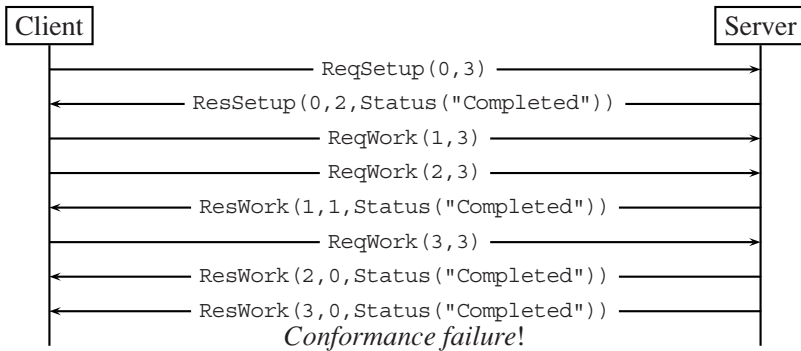 Client
Server
ReqSetup(0,3)
ResSetup(0,2,Status("Completed"))
ReqWork(1,3)
ReqWork(2,3)
ResWork(1,1,Status("Completed"))
ReqWork(3,3)
ResWork(2,0,Status("Completed"))
ResWork(3,0,Status("Completed"))
Conformance failure!